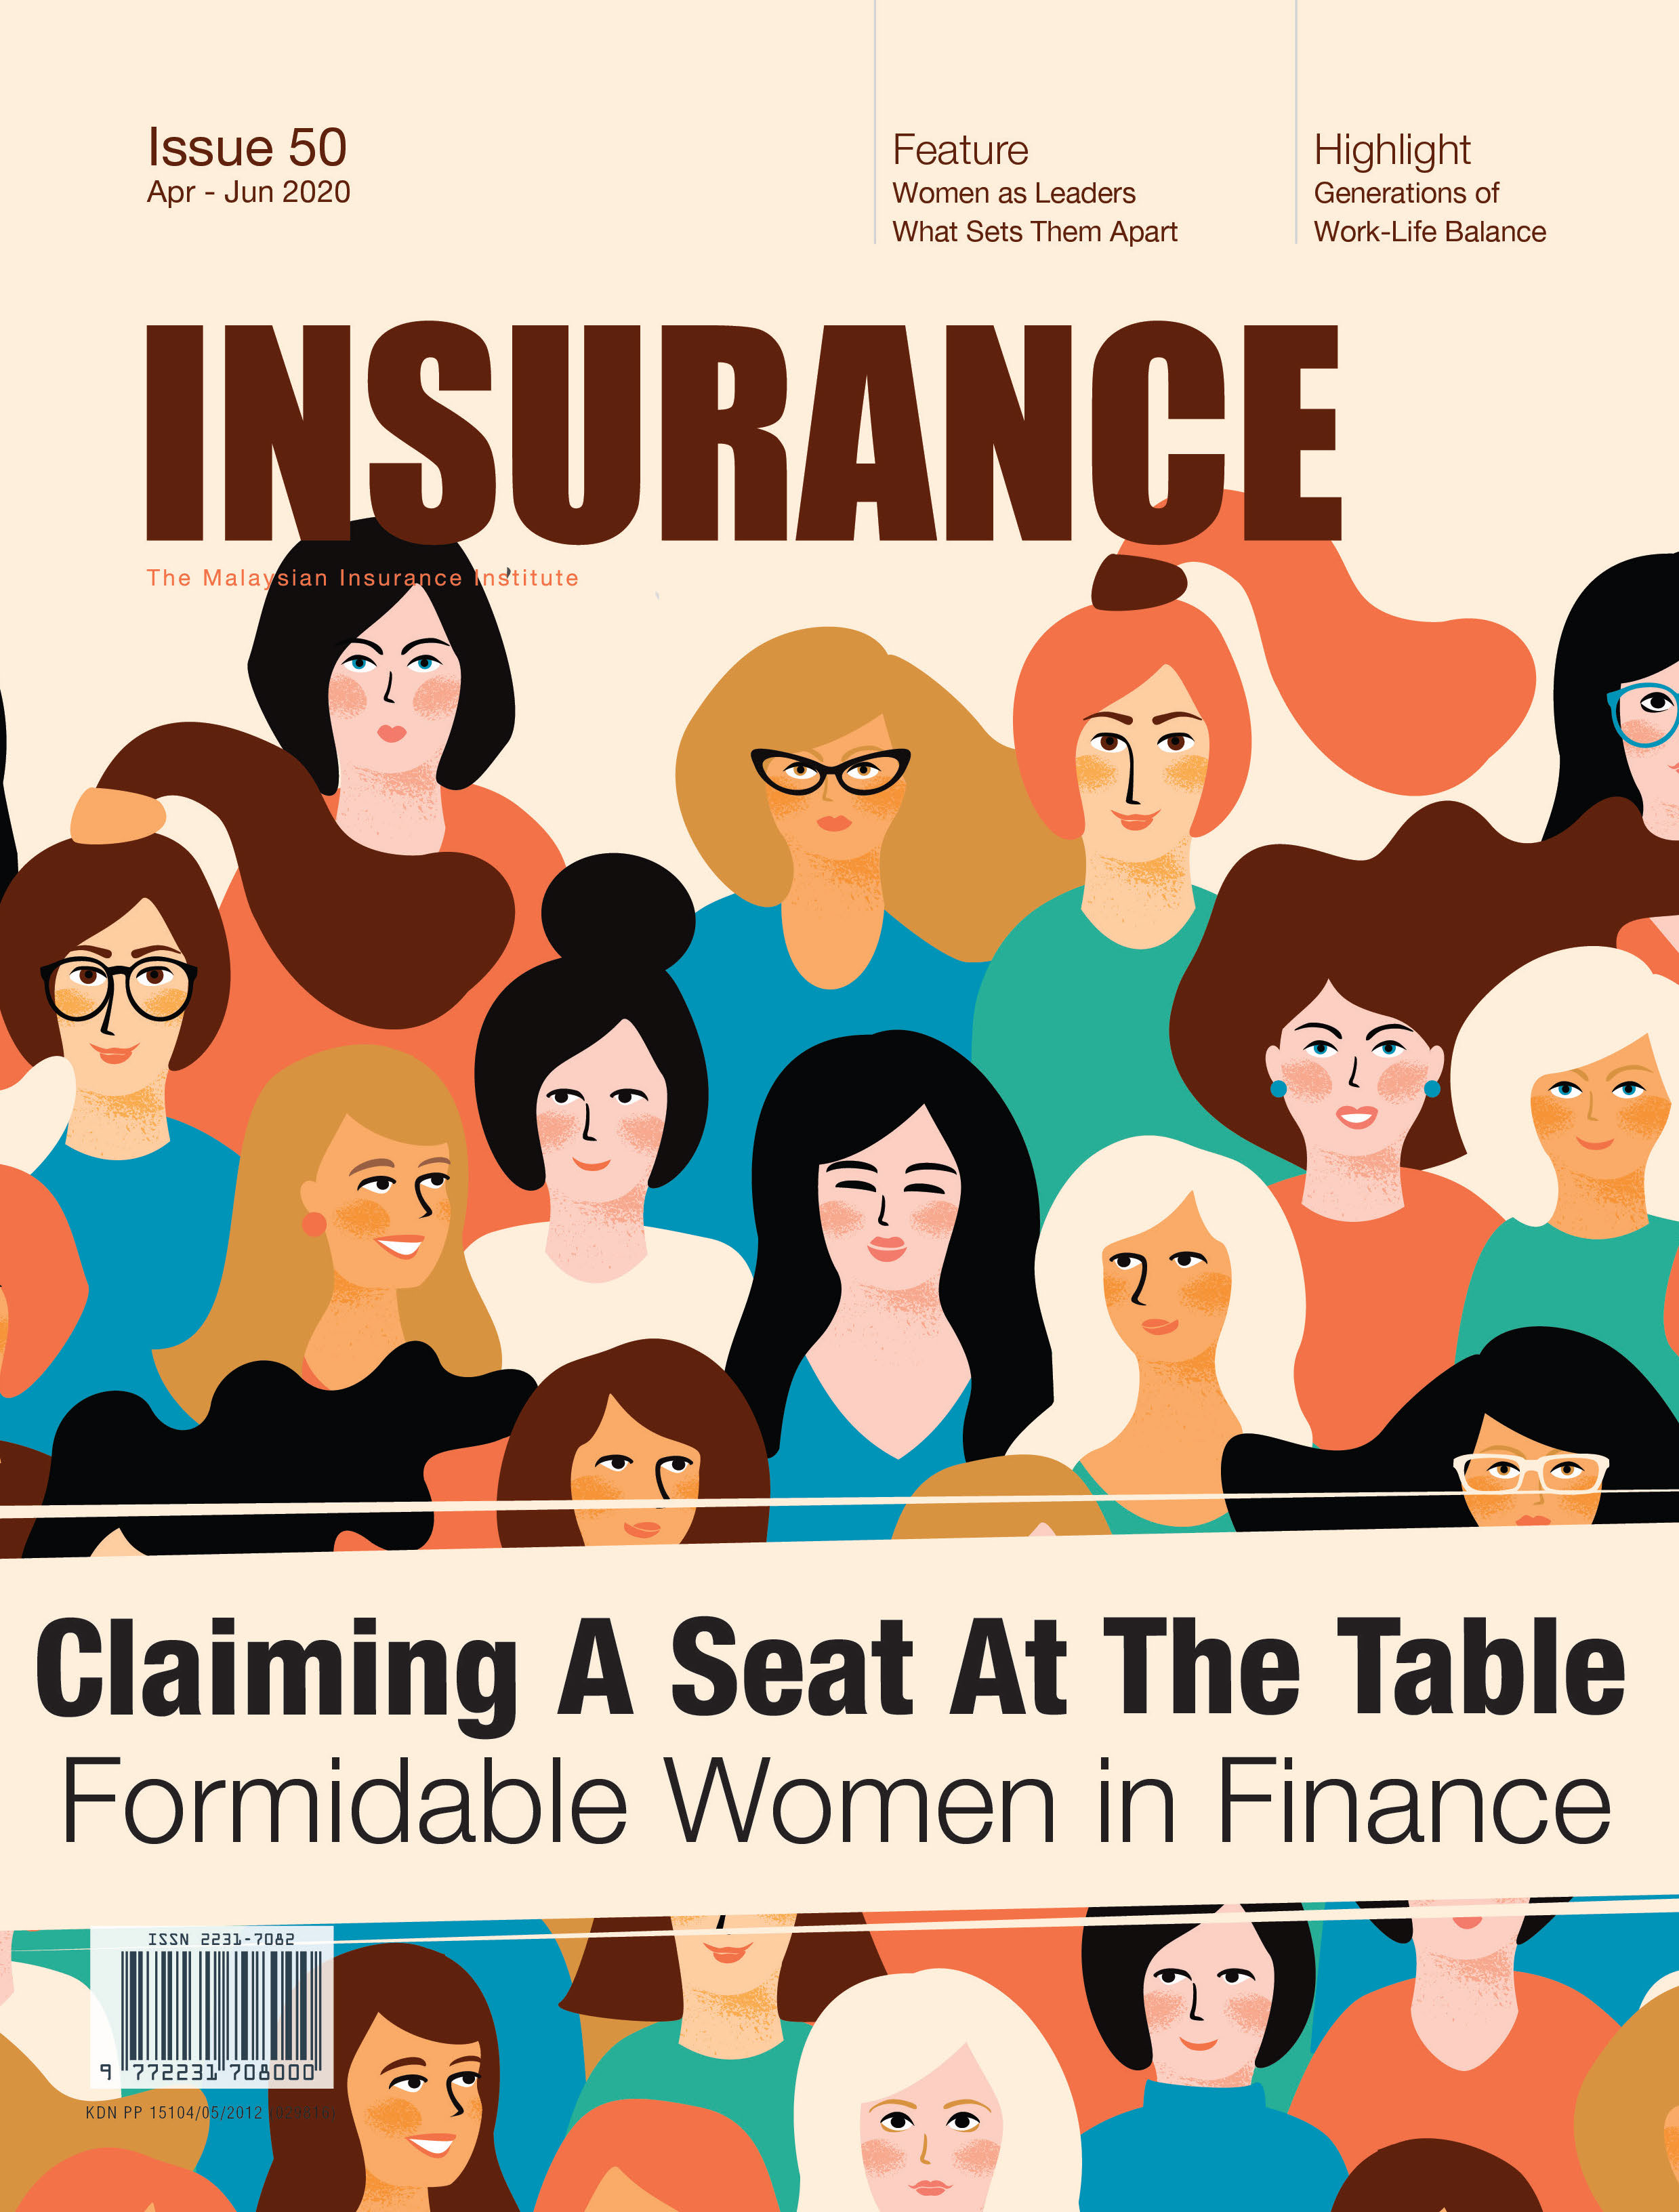 Issue 50
Apr - Jun 2020
Feature
Women as Leaders
What Sets Them Apart
Highlight
Generations of
Work-Life Balance
INSURANCE
The Malaysian Insurance Institute
Claiming A Seat At The Table
Formidable Women in Finance
ISSN 2231-7082
9 772231 708000
KDN PP 15104/05/2012